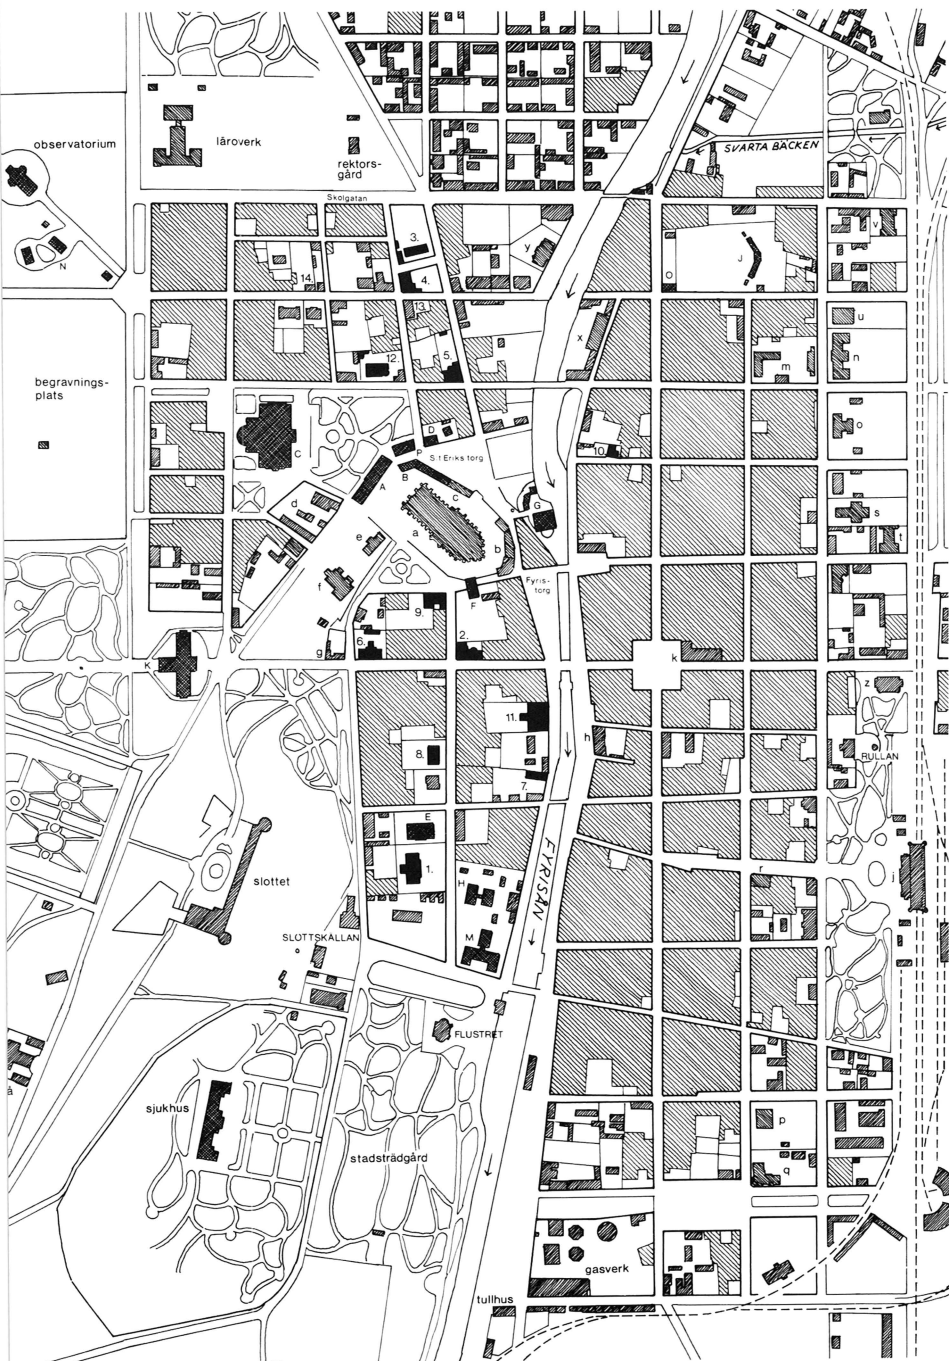 observatorium
läroverk
SVARTA BÄCKEN
rektors-
gård
Skolgatan
N
3.
4.
14.
y
J
v
O
13.
12.
5.
x
u
n
m
begravnings-
plats
C
D
P
S:t Eriks torg
B
A
C
10.
o
d
G
s
a
e
b
t
f
Fyris-
torg
F
9.
2.
6.
g
K
k
z
11.
h
8.
7.
RULLAN
E
1.
FYRISÅN
slottet
H
r
j
M
SLOTTSKÄLLAN
FLUSTRET
å
sjukhus
stadsträdgård
p
q
gasverk
tullhus